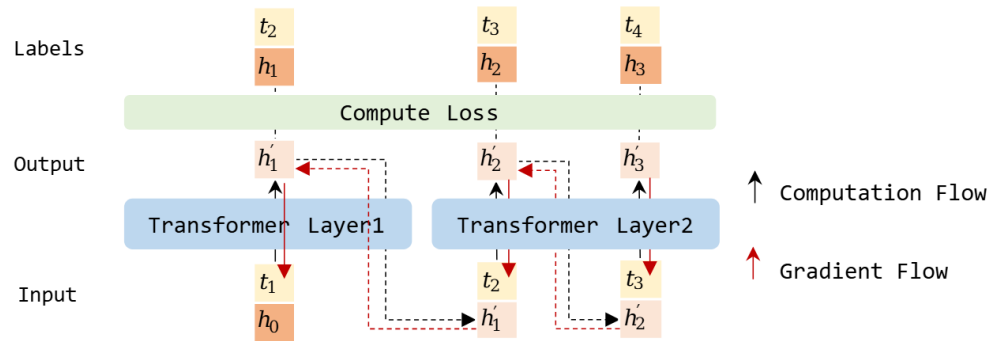 Labels
t2 t3 t4
h1 h2 h3
Compute Loss
Output
h1′ h2′ h3′
Transformer Layer1 Transformer Layer2
Computation Flow
Gradient Flow
Input
t1 t2 t3
h0 h1′ h2′